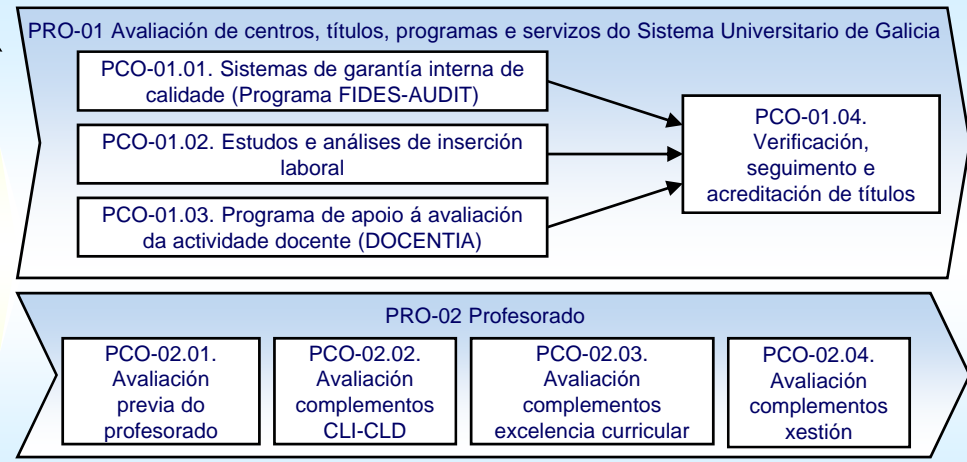 PRO-01 Avaliación de centros, títulos, programas e servizos do Sistema Universitario de Galicia
PCO-01.01. Sistemas de garantía interna de
calidade (Programa FIDES-AUDIT)
PCO-01.02. Estudos e análises de inserción
laboral
PCO-01.03. Programa de apoio á avaliación
da actividade docente (DOCENTIA)
PCO-01.04.
Verificación,
seguimento e
acreditación de títulos
PRO-02 Profesorado
PCO-02.01.
Avaliación
previa do
profesorado
PCO-02.02.
Avaliación
complementos
CLI-CLD
PCO-02.03.
Avaliación
complementos
excelencia curricular
PCO-02.04.
Avaliación
complementos
xestión